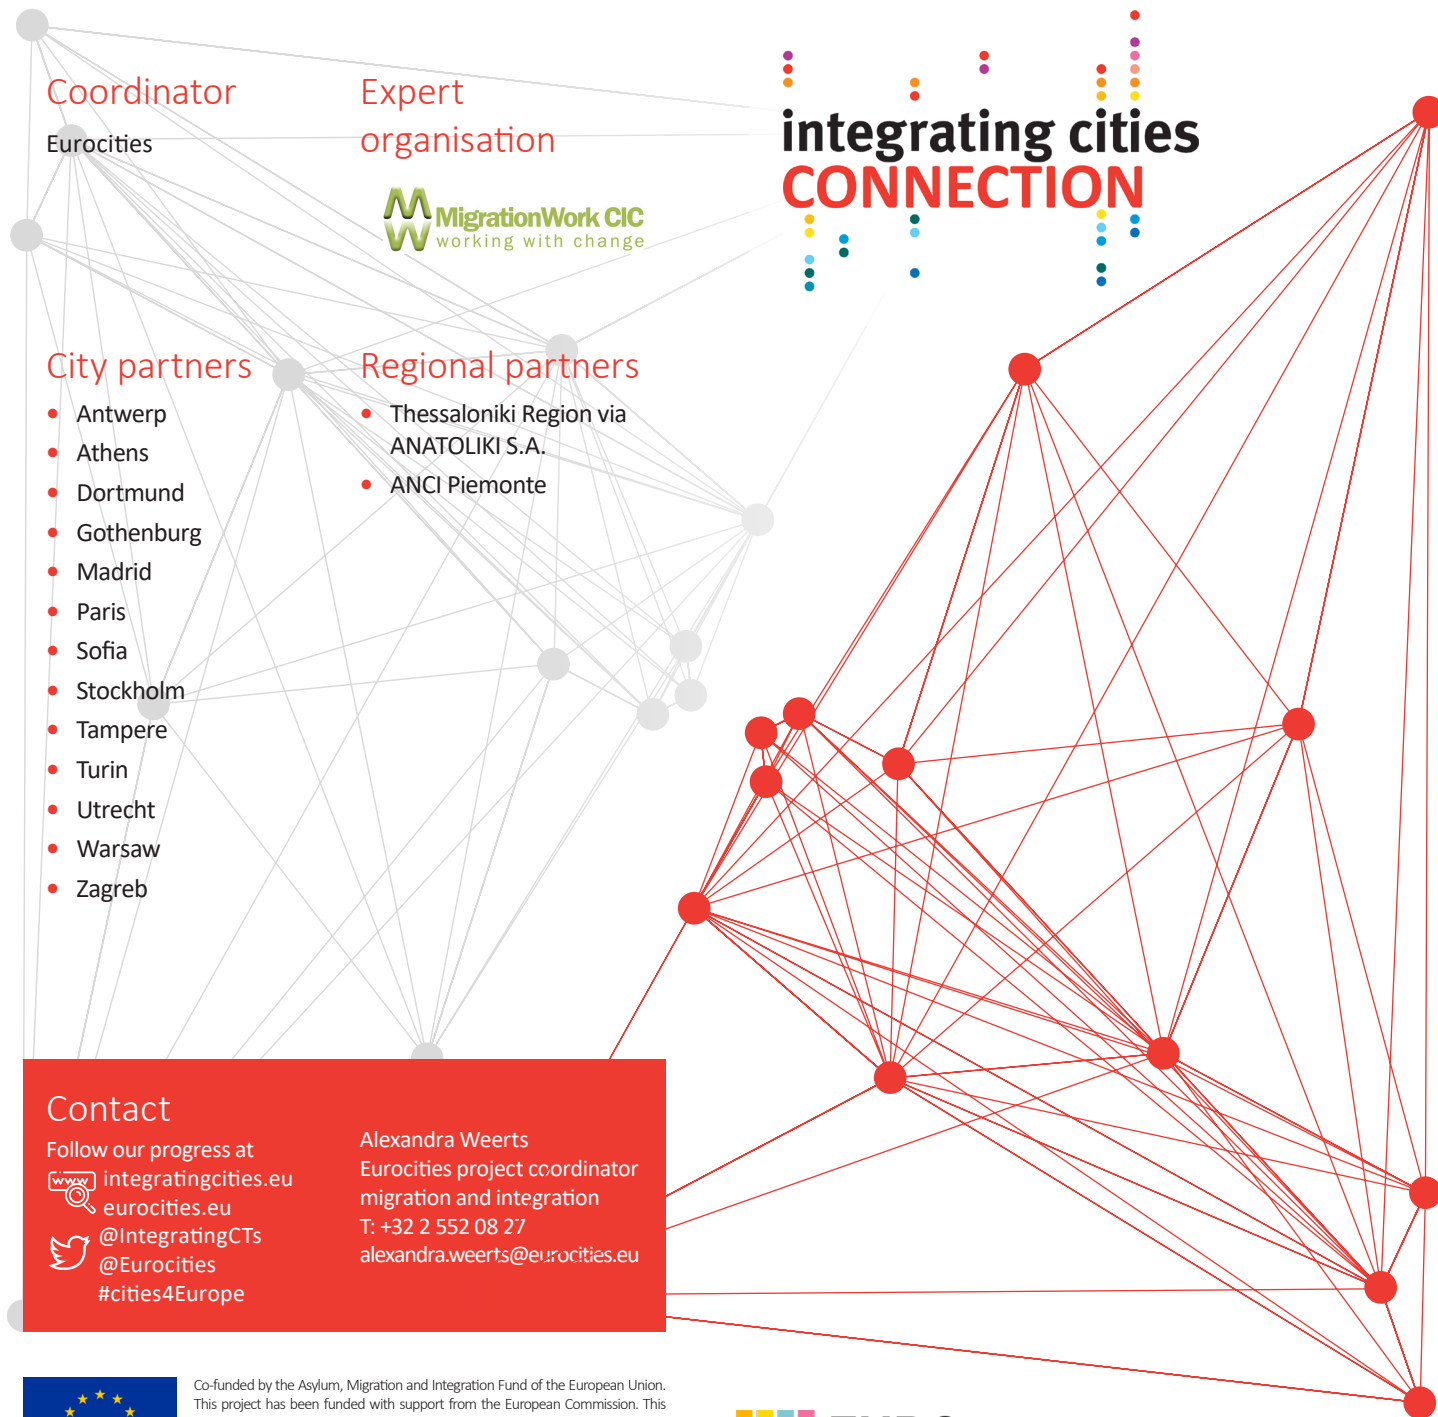 Coordinator
Eurocities
Expert
organisation
MigrationWork CIC
working with change
integrating cities
CONNECTION
City partners
Antwerp
Athens
Dortmund
Gothenburg
Madrid
Paris
Sofia
Stockholm
Tampere
Turin
Utrecht
Warsaw
Zagreb
Regional partners
Thessaloniki Region via
ANATOLIKI S.A.
ANCI Piemonte
Contact
Follow our progress at
www
integratingcities.eu
eurocities.eu
@IntegratingCTs
@Eurocities
#cities4Europe
Alexandra Weerts
Eurocities project coordinator
migration and integration
T: +32 2 552 08 27
alexandra.weerts@eurocities.eu
Co-funded by the Asylum, Migration and Integration Fund of the European Union.
This project has been funded with support from the European Commission. This